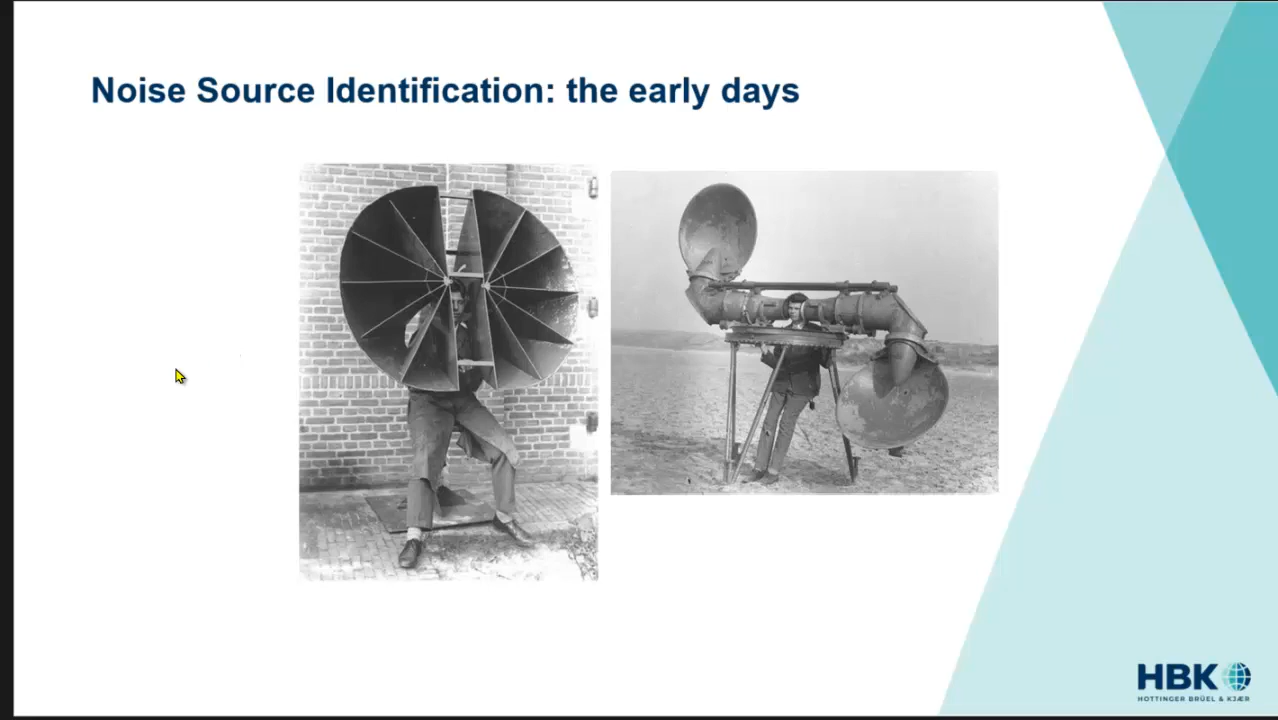 Noise Source Identification: the early days
HBK
HOTTINGER BRÜEL & KJÆR